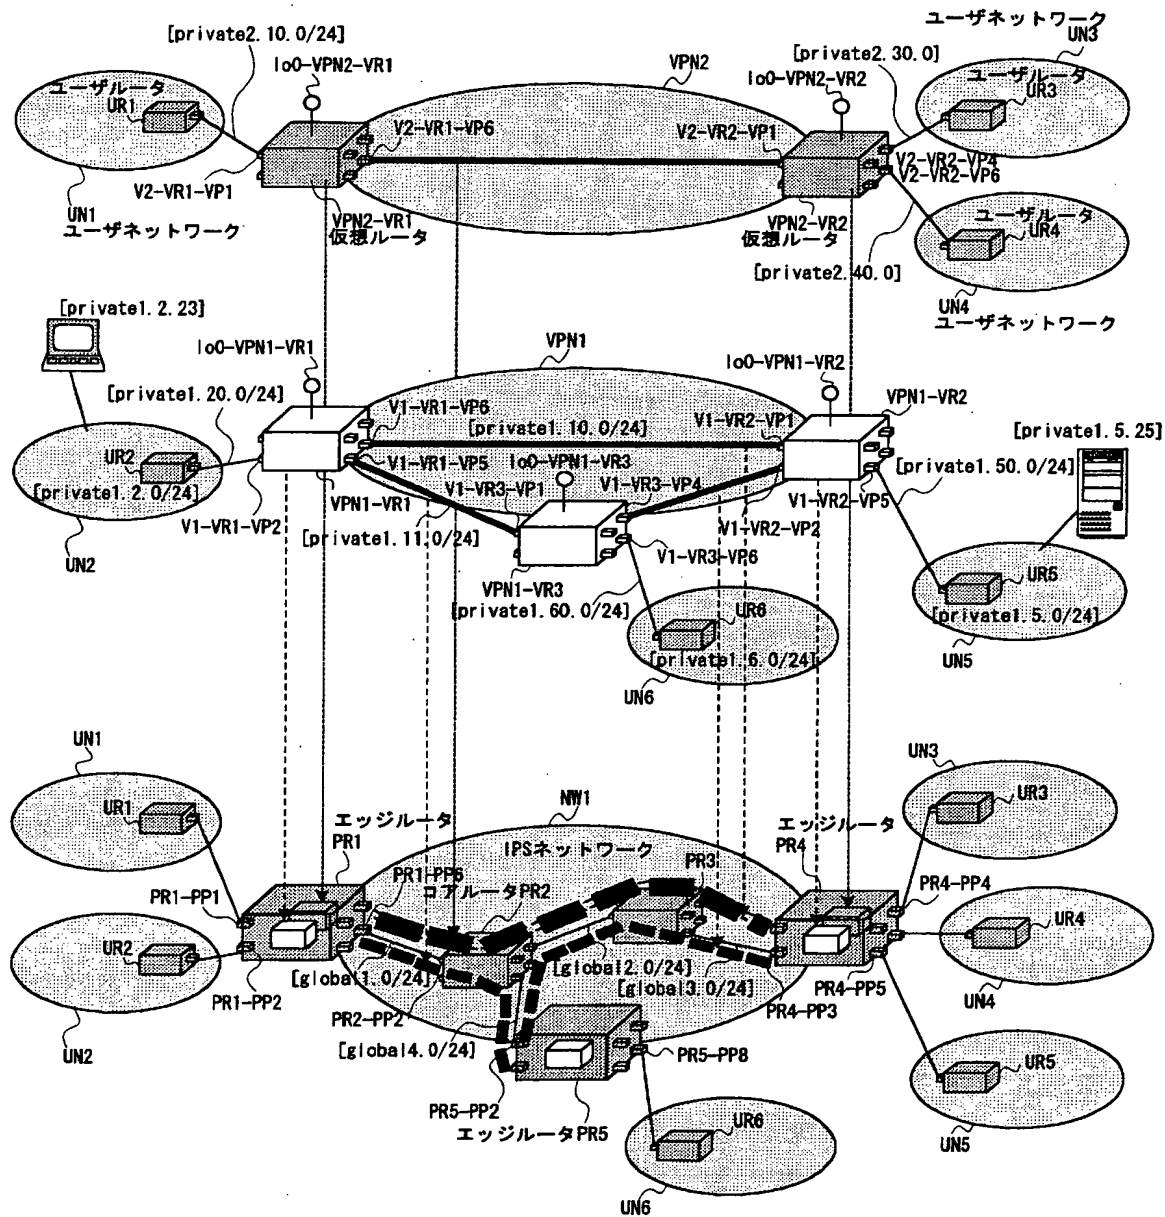 ユーザネットワーク
UN3
[private2.10.0/24]
lo0-VPN2-VR1
VPN2
lo0-VPN2-VR2
[private2.30.0]
ユーザルータ
UR1
ユーザルータ
UR3
V2-VR1-VP6
V2-VR2-VP1
V2-VR2-VP4
V2-VR2-VP6
V2-VR1-VP1
UN1
ユーザネットワーク
VPN2-VR1
仮想ルータ
VPN2-VR2
仮想ルータ
ユーザルータ
UR4
[private2.40.0]
UN4
ユーザネットワーク
[private1.2.23]
lo0-VPN1-VR1
VPN1
lo0-VPN1-VR2
[private1.20.0/24]
VPN1-VR2
V1-VR1-VP6
V1-VR2-VP1
[private1.10.0/24]
[private1.5.25]
UR2
[private1.2.0/24]
V1-VR1-VP5
lo0-VPN1-VR3
[private1.50.0/24]
V1-VR3-VP1
V1-VR3-VP4
V1-VR2-VP5
VPN1-VR1
V1-VR1-VP2
V1-VR2-VP2
[private1.11.0/24]
V1-VR3-VP6
UN2
VPN1-VR3
[private1.60.0/24]
UR5
[private1.5.0/24]
UR6
[private1.6.0/24]
UN5
UN6
UN1
UN3
UR1
UR3
NW1
エッジルータ
PR1
IPSネットワーク
エッジルータ
PR4
PR3
PR1-PP6
コアルータPR2
PR1-PP1
PR4-PP4
UR2
UR4
[global1.0/24]
[global2.0/24]
[global3.0/24]
PR1-PP2
PR2-PP2
PR4-PP3
PR4-PP5
UN4
UN2
[global4.0/24]
PR5-PP8
UR5
PR5-PP2
エッジルータPR5
UR6
UN5
UN6